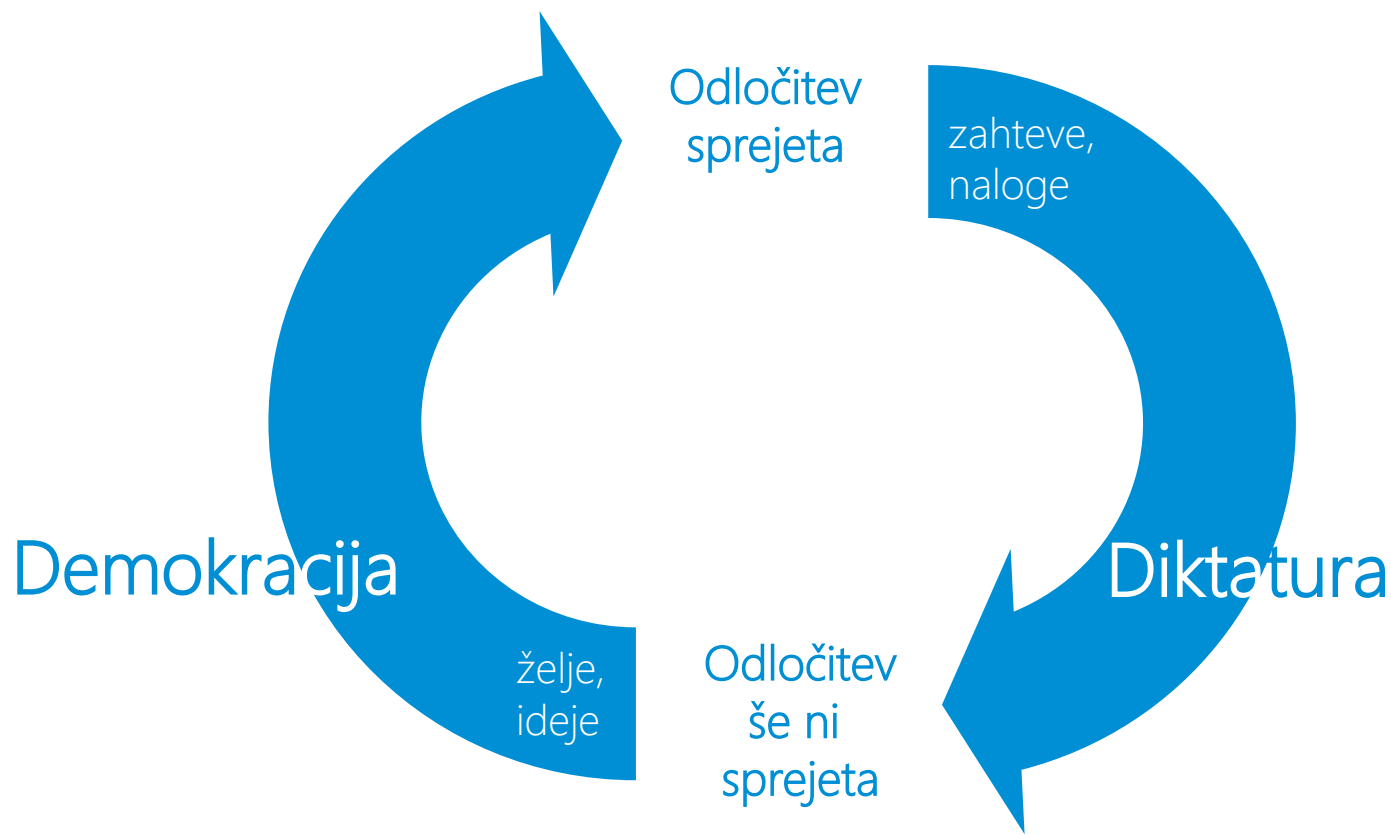 Odločitev
sprejeta
zahteve,
naloge
Demokracija
Diktatura
želje,
ideje
Odločitev
še ni
sprejeta